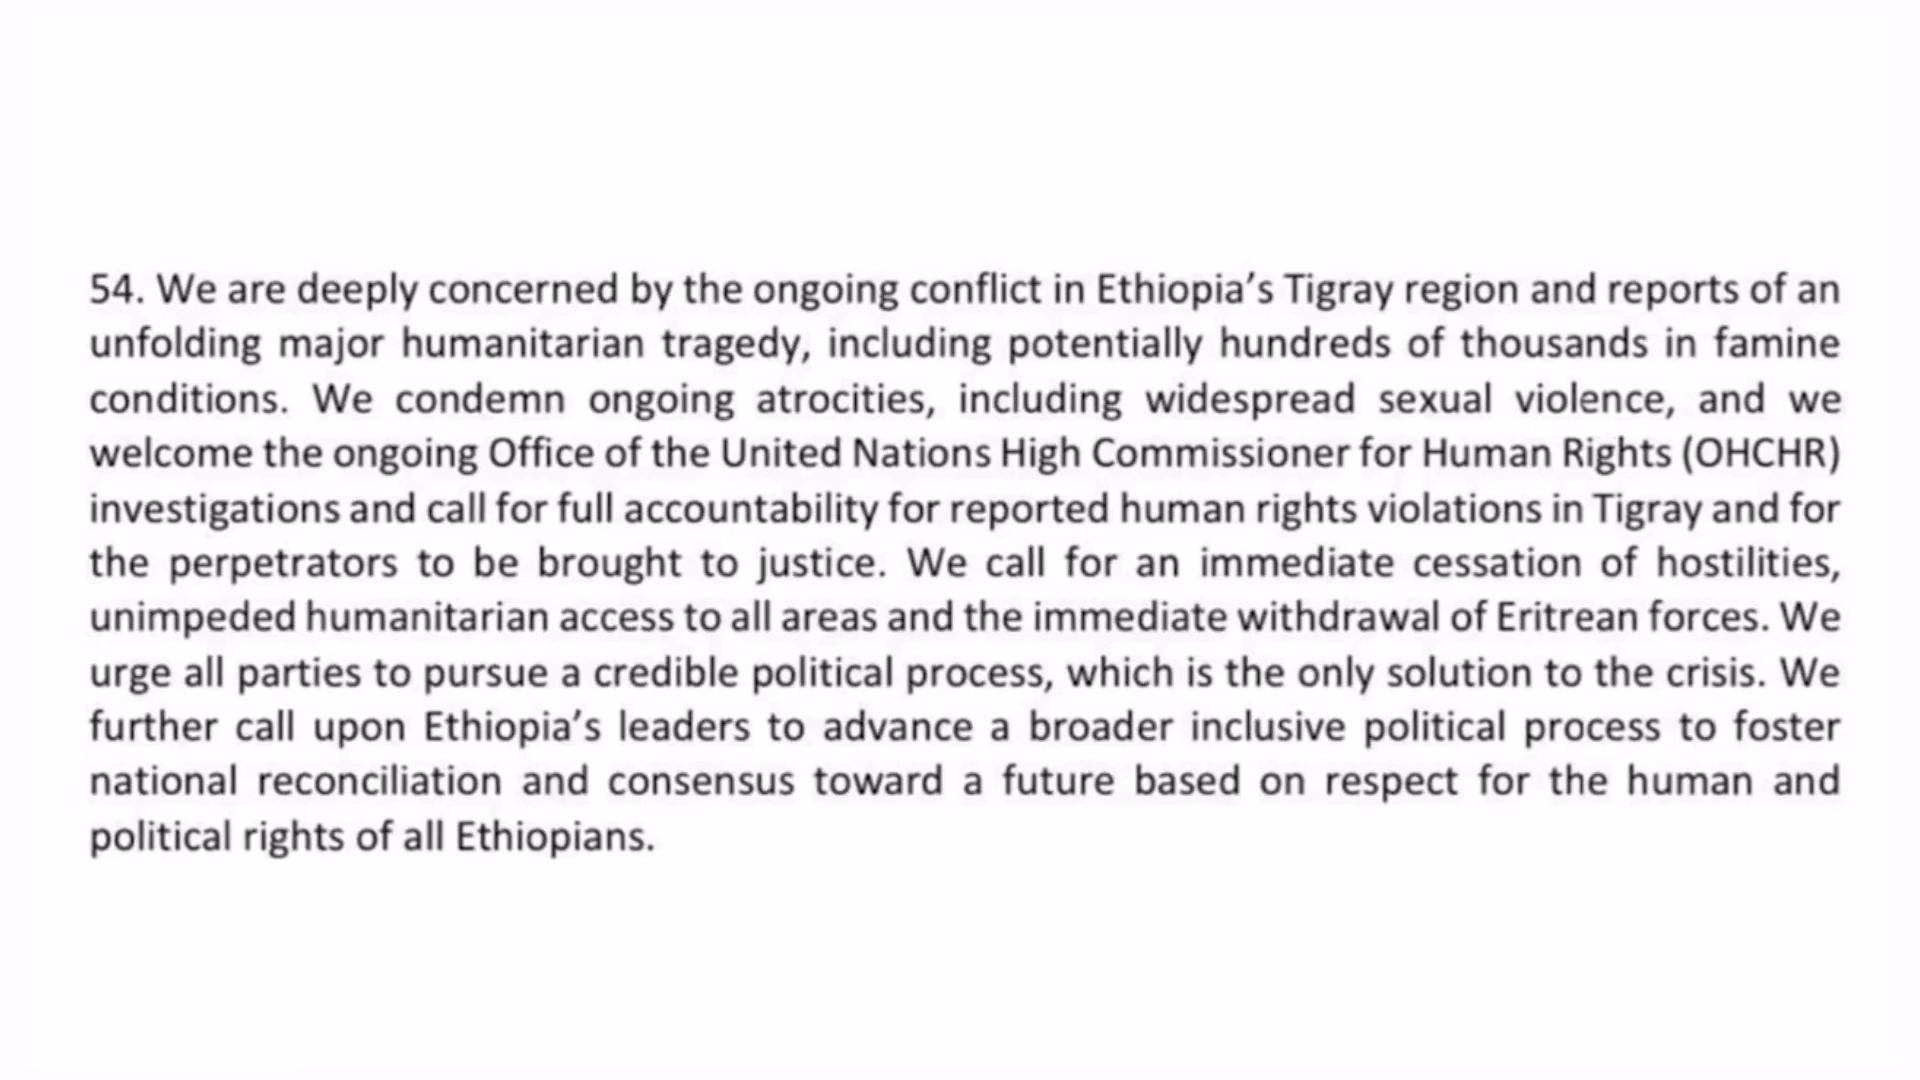 54. We are deeply concerned by the ongoing conflict in Ethiopia’s Tigray region and reports of an
unfolding major humanitarian tragedy, including potentially hundreds of thousands in famine
conditions. We condemn ongoing atrocities, including widespread sexual violence, and we
welcome the ongoing Office of the United Nations High Commissioner for Human Rights (OHCHR)
investigations and call for full accountability for reported human rights violations in Tigray and for
the perpetrators to be brought to justice. We call for an immediate cessation of hostilities,
unimpeded humanitarian access to all areas and the immediate withdrawal of Eritrean forces. We
urge all parties to pursue a credible political process, which is the only solution to the crisis. We
further call upon Ethiopia’s leaders to advance a broader inclusive political process to foster
national reconciliation and consensus toward a future based on respect for the human and
political rights of all Ethiopians.